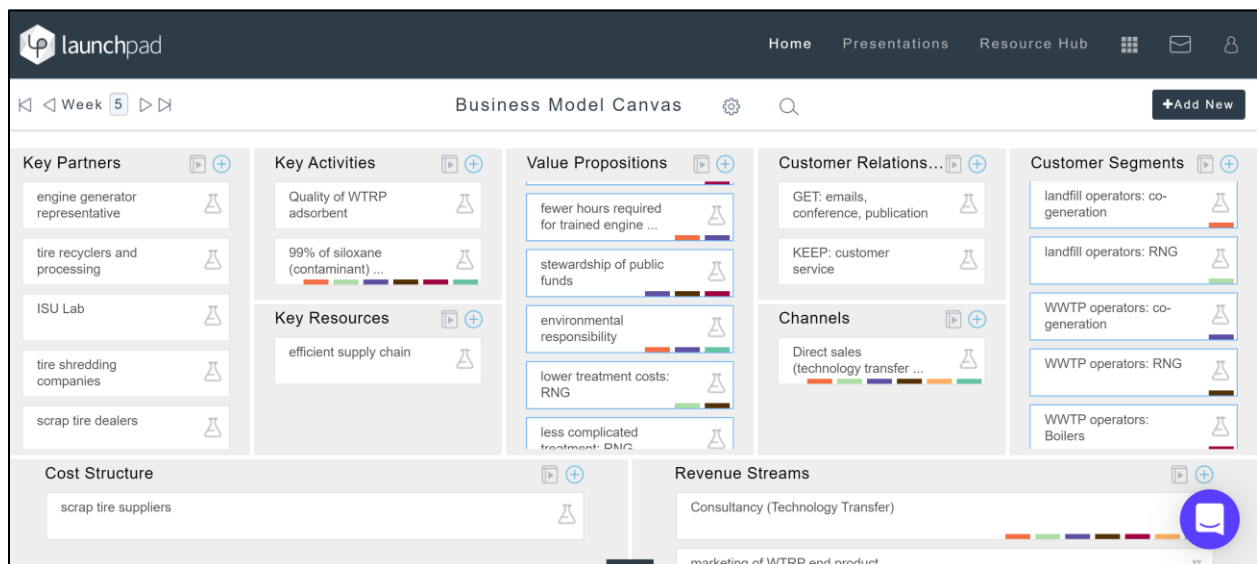 launchpad
Home Presentations Resource Hub
Week 5
Business Model Canvas
+Add New
Key Partners
engine generator
representative
tire recyclers and
processing
ISU Lab
tire shredding
companies
scrap tire dealers
Key Activities
Quality of WTRP
adsorbent
99% of siloxane
(contaminant) ...
Key Resources
efficient supply chain
Value Propositions
fewer hours required
for trained engine ...
stewardship of public
funds
environmental
responsibility
lower treatment costs:
RNG
less complicated
treatment: RNG
Customer Relations...
GET: emails,
conference, publication
KEEP: customer
service
Channels
Direct sales
(technology transfer ...
Customer Segments
landfill operators: co-
generation
landfill operators: RNG
WWTP operators: co-
generation
WWTP operators: RNG
WWTP operators:
Boilers
Cost Structure
scrap tire suppliers
Revenue Streams
Consultancy (Technology Transfer)
marketing of WTRP end product